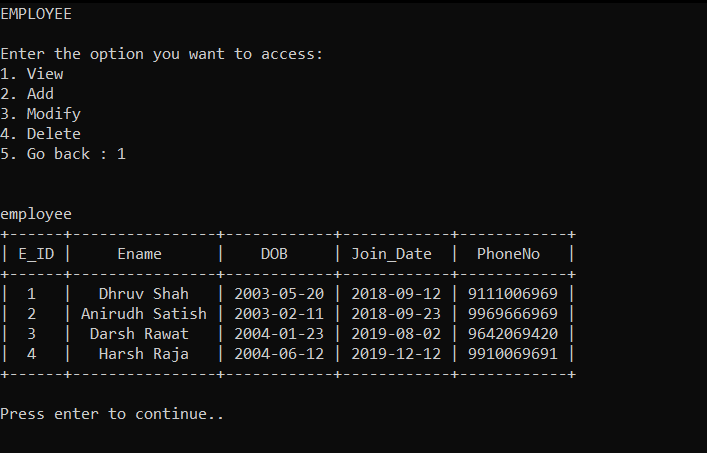 EMPLOYEE
Enter the option you want to access:
1. View
2. Add
3. Modify
4. Delete
5. Go back : 1
employee
+------+----------------+------------+------------+------------+
| E_ID |     Ename      |    DOB     | Join_Date  |  PhoneNo   |
+------+----------------+------------+------------+------------+
|  1   |   Dhruv Shah   | 2003-05-20 | 2018-09-12 | 9111006969 |
|  2   | Anirudh Satish | 2003-02-11 | 2018-09-23 | 9969666969 |
|  3   |  Darsh Rawat   | 2004-01-23 | 2019-08-02 | 9642069420 |
|  4   |   Harsh Raja   | 2004-06-12 | 2019-12-12 | 9910069691 |
+------+----------------+------------+------------+------------+
Press enter to continue..